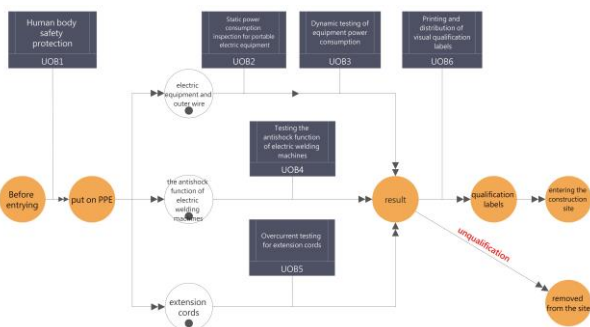 Human body
safety
protection
UOB1
Static power
consumption
inspection for portable
electric equipment
UOB2
Dynamic testing of
equipment power
consumption
UOB3
Printing and
distribution of
visual qualification
labels
UOB6
electric
equipment and
outer wire
Testing the
antishock function
of electric welding
machines
UOB4
Before
entrying
put on PPE
the antishock
function of
electric
welding
machines
result
qualification
labels
entering the
construction
site
Overcurrent testing
for extension cords
UOB5
unqualification
extension
cords
removed
from the site